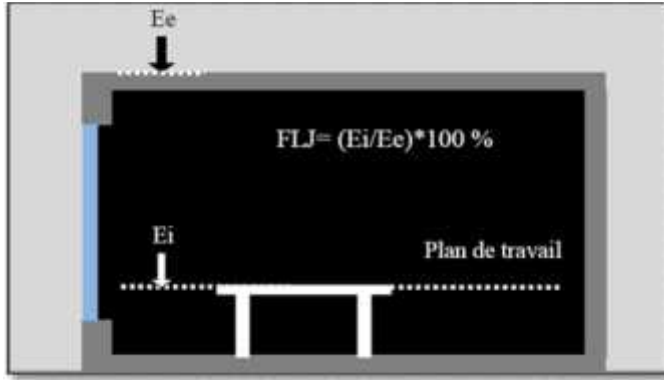 Ee
FLJ= (Ei/Ee)*100 %
Ei
Plan de travail